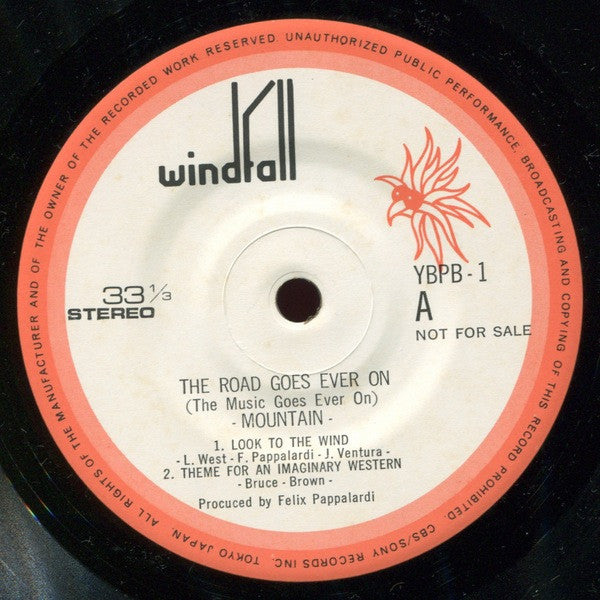 ALL RIGHTS OF THE MANUFACTURER AND OF THE OWNER OF THE RECORDED WORK RESERVED. UNAUTHORIZED PUBLIC PERFORMANCE, BROADCASTING AND COPYING OF THIS RECORD PROHIBITED. CBS/SONY RECORDS INC. TOKYO JAPAN.
windfall
YBPB-1
33 1/3
STEREO
A
NOT FOR SALE
THE ROAD GOES EVER ON
(The Music Goes Ever On)
- MOUNTAIN -
1. LOOK TO THE WIND
- L. West - F. Pappalardi - J. Ventura -
2. THEME FOR AN IMAGINARY WESTERN
- Bruce - Brown -
Procuced by Felix Pappalardi